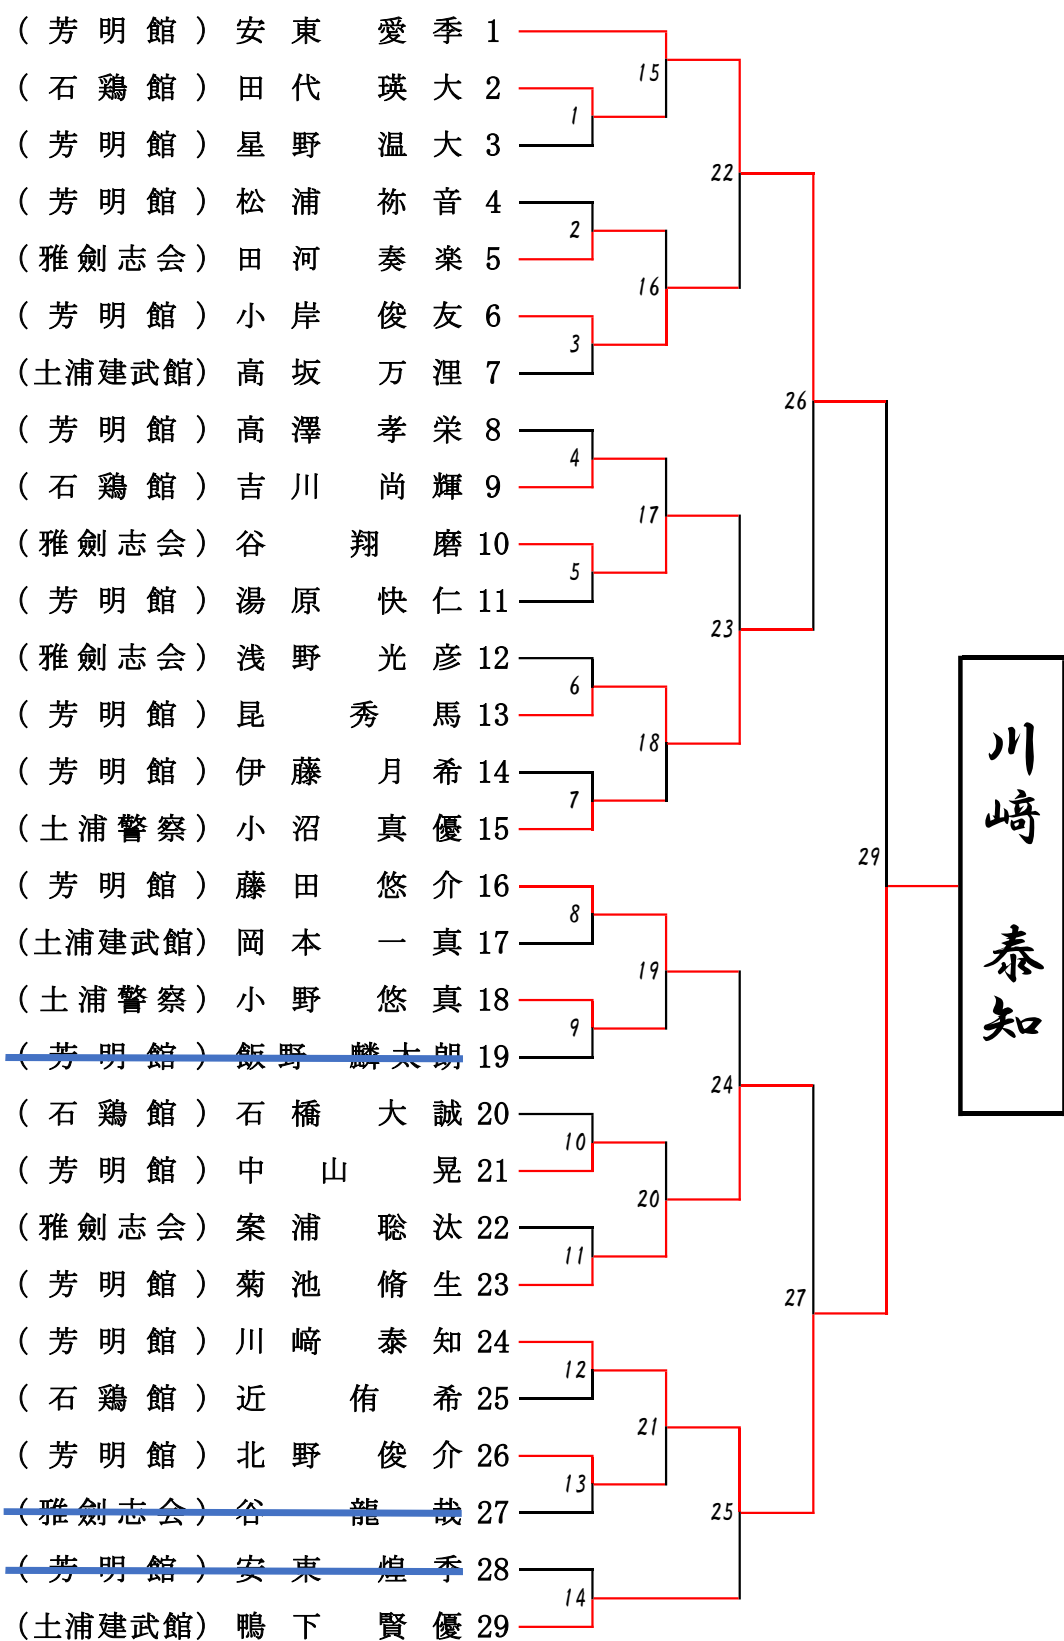 (芳明館) 安東 愛季 1
(石鶏館) 田代 瑛大 2
(芳明館) 星野 温大 3
(芳明館) 松浦 祢音 4
(雅劍志会) 田河 奏楽 5
(芳明館) 小岸 俊友 6
(土浦建武館) 高坂 万浬 7
(芳明館) 高澤 孝栄 8
(石鶏館) 吉川 尚輝 9
(雅劍志会) 谷 翔磨 10
(芳明館) 湯原 快仁 11
(雅劍志会) 浅野 光彦 12
(芳明館) 昆 秀馬 13
(芳明館) 伊藤 月希 14
(土浦警察) 小沼 真優 15
(芳明館) 藤田 悠介 16
(土浦建武館) 岡本 一真 17
(土浦警察) 小野 悠真 18
(芳明館) 飯野 麟太朗 19
(石鶏館) 石橋 大誠 20
(芳明館) 中山 晃 21
(雅劍志会) 案浦 聡汰 22
(芳明館) 菊池 脩生 23
(芳明館) 川﨑 泰知 24
(石鶏館) 近 侑希 25
(芳明館) 北野 俊介 26
(雅劍志会) 谷 龍哉 27
(芳明館) 安東 煌季 28
(土浦建武館) 鴨下 賢優 29
1
2
3
4
5
6
7
8
9
10
11
12
13
14
15
16
17
18
19
20
21
22
23
24
25
26
27
29
川﨑 泰知